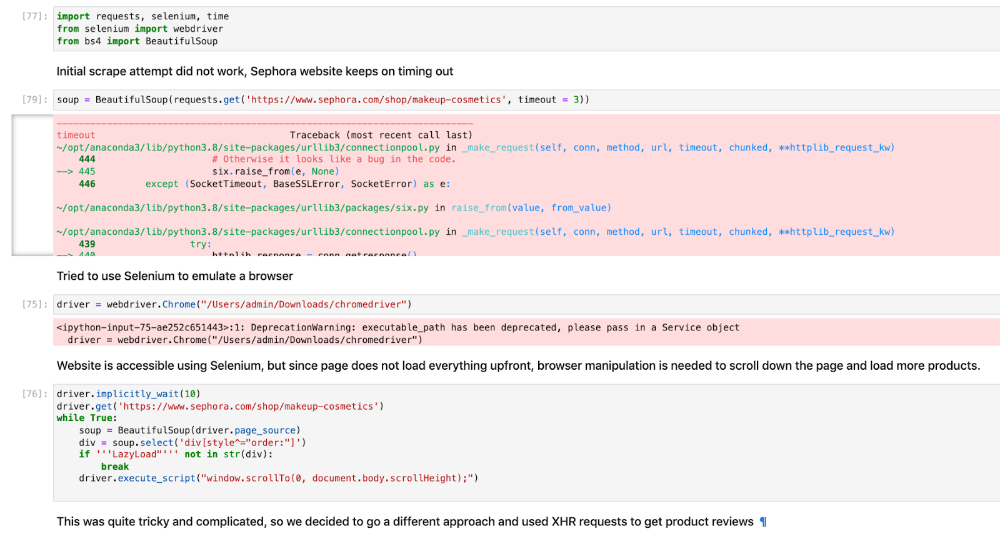 [77]: import requests, selenium, time
from selenium import webdriver
from bs4 import BeautifulSoup
Initial scrape attempt did not work, Sephora website keeps on timing out
[79]: soup = BeautifulSoup(requests.get('https://www.sephora.com/shop/makeup-cosmetics', timeout = 3))
---------------------------------------------------------------------------
timeout                                   Traceback (most recent call last)
~/opt/anaconda3/lib/python3.8/site-packages/urllib3/connectionpool.py in _make_request(self, conn, method, url, timeout, chunked, **httplib_request_kw)
    444                     # Otherwise it looks like a bug in the code.
--> 445                     six.raise_from(e, None)
    446         except (SocketTimeout, BaseSSLError, SocketError) as e:
~/opt/anaconda3/lib/python3.8/site-packages/urllib3/packages/six.py in raise_from(value, from_value)
~/opt/anaconda3/lib/python3.8/site-packages/urllib3/connectionpool.py in _make_request(self, conn, method, url, timeout, chunked, **httplib_request_kw)
    439                 try:
--> 440                     httplib_response = conn.getresponse()
Tried to use Selenium to emulate a browser
[75]: driver = webdriver.Chrome("/Users/admin/Downloads/chromedriver")
<ipython-input-75-ae252c651443>:1: DeprecationWarning: executable_path has been deprecated, please pass in a Service object
  driver = webdriver.Chrome("/Users/admin/Downloads/chromedriver")
Website is accessible using Selenium, but since page does not load everything upfront, browser manipulation is needed to scroll down the page and load more products.
[76]: driver.implicitly_wait(10)
driver.get('https://www.sephora.com/shop/makeup-cosmetics')
while True:
    soup = BeautifulSoup(driver.page_source)
    div = soup.select('div[style^="order:"]')
    if '''LazyLoad"''' not in str(div):
        break
    driver.execute_script("window.scrollTo(0, document.body.scrollHeight);")
This was quite tricky and complicated, so we decided to go a different approach and used XHR requests to get product reviews ¶